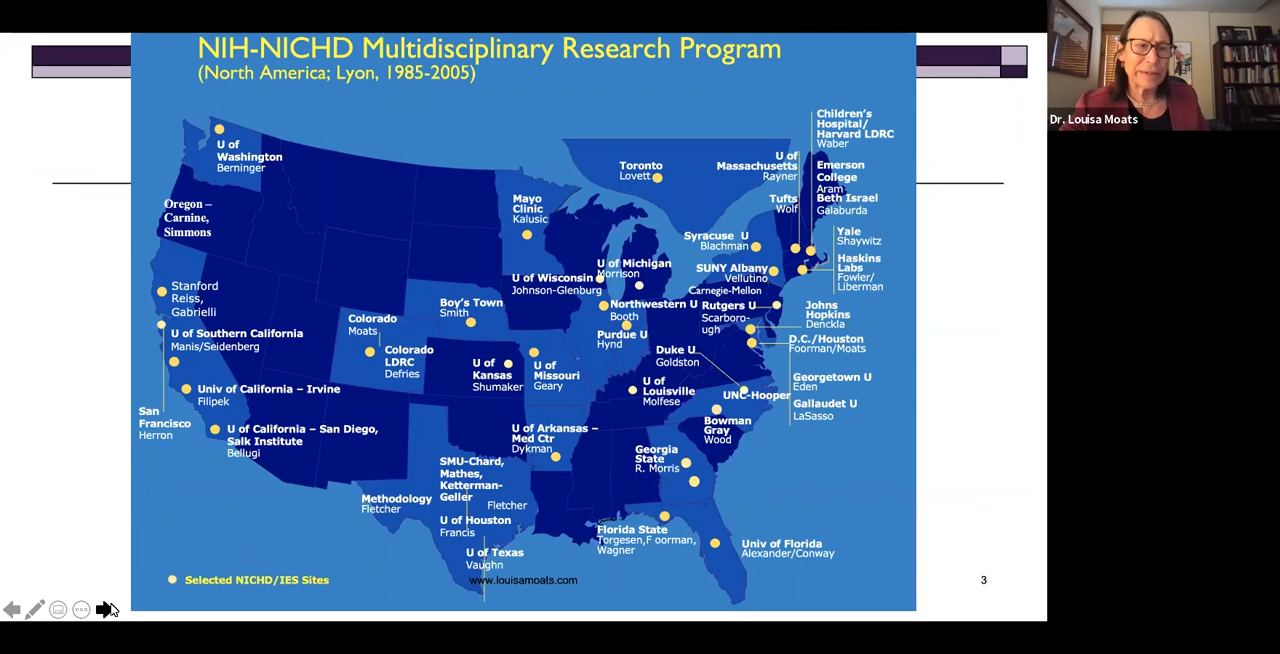 NIH-NICHD Multidisciplinary Research Program
(North America; Lyon, 1985-2005)
Dr. Louisa Moats
U of
Washington
Berninger
Oregon –
Carnine,
Simmons
Stanford
Reiss,
Gabrielli
U of Southern California
Manis/Seidenberg
Univ of California – Irvine
Filipek
San
Francisco
Herron
U of California – San Diego,
Salk Institute
Bellugi
Colorado
Moats
Colorado
LDRC
Defries
Boy's Town
Smith
Mayo
Clinic
Kalusic
U of Wisconsin
Johnson-Glenburg
U of Michigan
Morrison
Northwestern U
Booth
Purdue U
Hynd
U of
Kansas
Shumaker
U of
Missouri
Geary
U of
Louisville
Molfese
U of Arkansas –
Med Ctr
Dykman
SMU-Chard,
Mathes,
Ketterman-
Geller
Fletcher
Methodology
Fletcher
U of Houston
Francis
U of Texas
Vaughn
Toronto
Lovett
U of
Massachusetts
Rayner
Tufts
Wolf
Children's
Hospital/
Harvard LDRC
Waber
Emerson
College
Aram
Beth Israel
Galaburda
Yale
Shaywitz
Haskins
Labs
Fowler/
Liberman
Syracuse U
Blachman
SUNY Albany
Vellutino
Carnegie-Mellon
Rutgers U
Scarboro-
ugh
Johns
Hopkins
Denckla
D.C./Houston
Foorman/Moats
Duke U
Goldston
Georgetown U
Eden
UNC-Hooper
Gallaudet U
LaSasso
Bowman
Gray
Wood
Georgia
State
R. Morris
Florida State
Torgesen,F oorman,
Wagner
Univ of Florida
Alexander/Conway
Selected NICHD/IES Sites
www.louisamoats.com
3